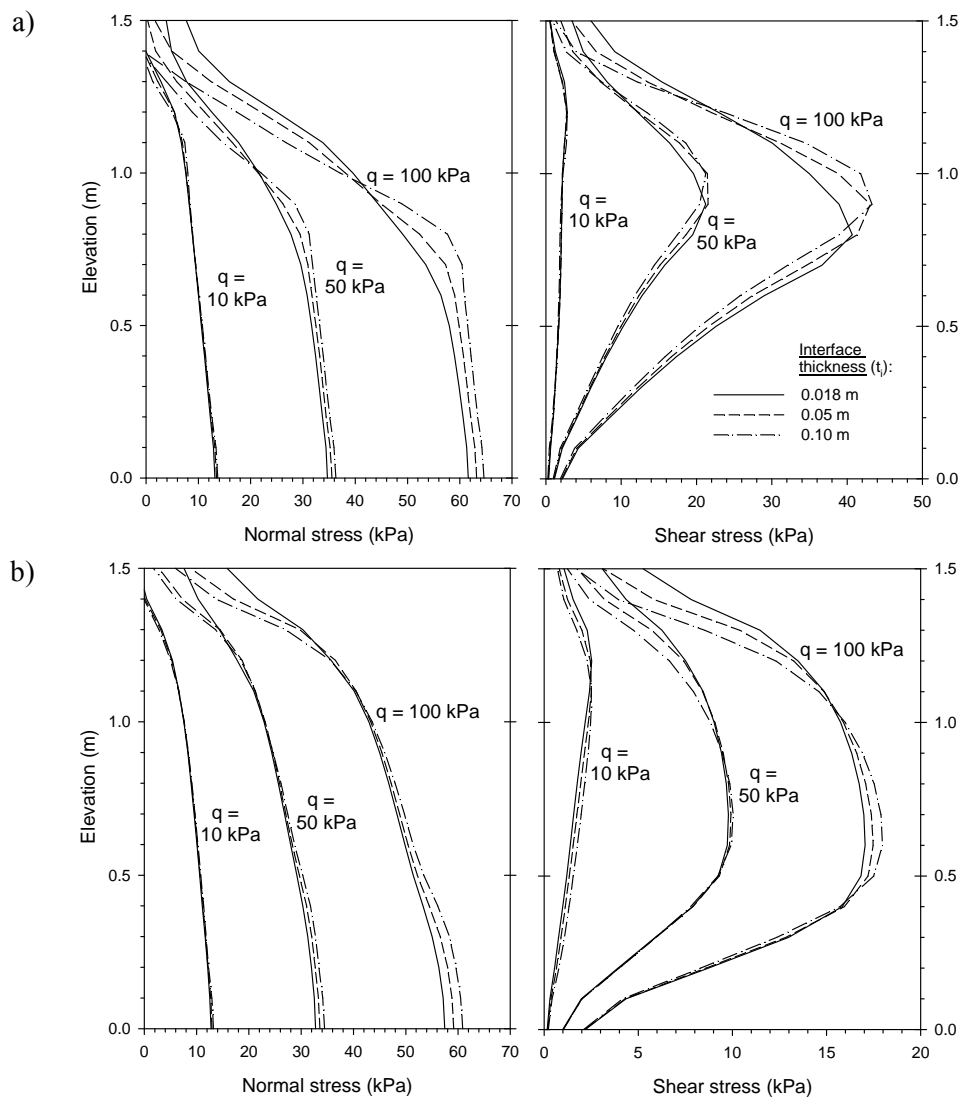 a)
1.5
1.0
0.5
0.0
Elevation (m)
q = 100 kPa
q =
50 kPa
q =
10 kPa
0 10 20 30 40 50 60 70
Normal stress (kPa)
q = 100 kPa
q =
10 kPa
q =
50 kPa
Interface
thickness (tᵢ):
0.018 m
0.05 m
0.10 m
1.5
1.0
0.5
0.0
0 10 20 30 40 50
Shear stress (kPa)
b)
1.5
1.0
0.5
0.0
Elevation (m)
q = 100 kPa
q =
10 kPa
q =
50 kPa
0 10 20 30 40 50 60 70
Normal stress (kPa)
q = 100 kPa
q =
10 kPa
q =
50 kPa
1.5
1.0
0.5
0.0
0 5 10 15 20
Shear stress (kPa)